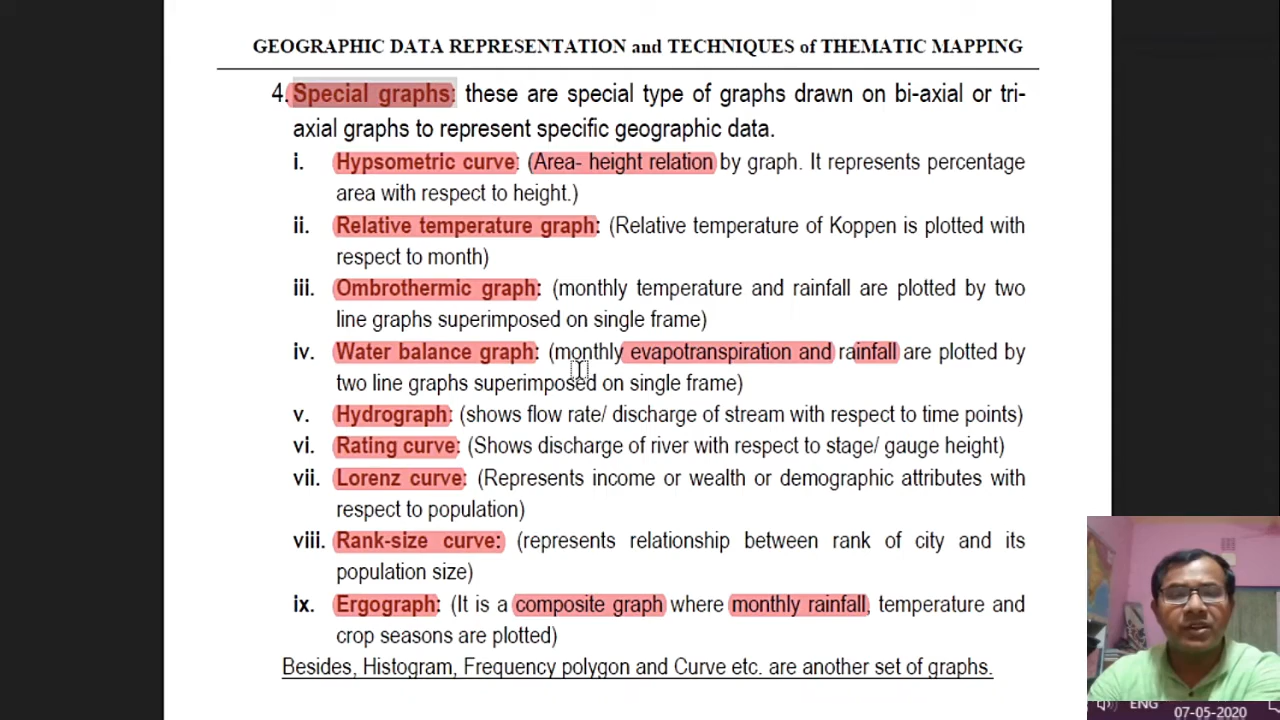 GEOGRAPHIC DATA REPRESENTATION and TECHNIQUES of THEMATIC MAPPING
4. Special graphs: these are special type of graphs drawn on bi-axial or tri-
axial graphs to represent specific geographic data.
i. Hypsometric curve: (Area- height relation by graph. It represents percentage
area with respect to height.)
ii. Relative temperature graph: (Relative temperature of Koppen is plotted with
respect to month)
iii. Ombrothermic graph: (monthly temperature and rainfall are plotted by two
line graphs superimposed on single frame)
iv. Water balance graph: (monthly evapotranspiration and rainfall are plotted by
two line graphs superimposed on single frame)
v. Hydrograph: (shows flow rate/ discharge of stream with respect to time points)
vi. Rating curve: (Shows discharge of river with respect to stage/ gauge height)
vii. Lorenz curve: (Represents income or wealth or demographic attributes with
respect to population)
viii. Rank-size curve: (represents relationship between rank of city and its
population size)
ix. Ergograph: (It is a composite graph where monthly rainfall, temperature and
crop seasons are plotted)
Besides, Histogram, Frequency polygon and Curve etc. are another set of graphs.
ENG
07-05-2020